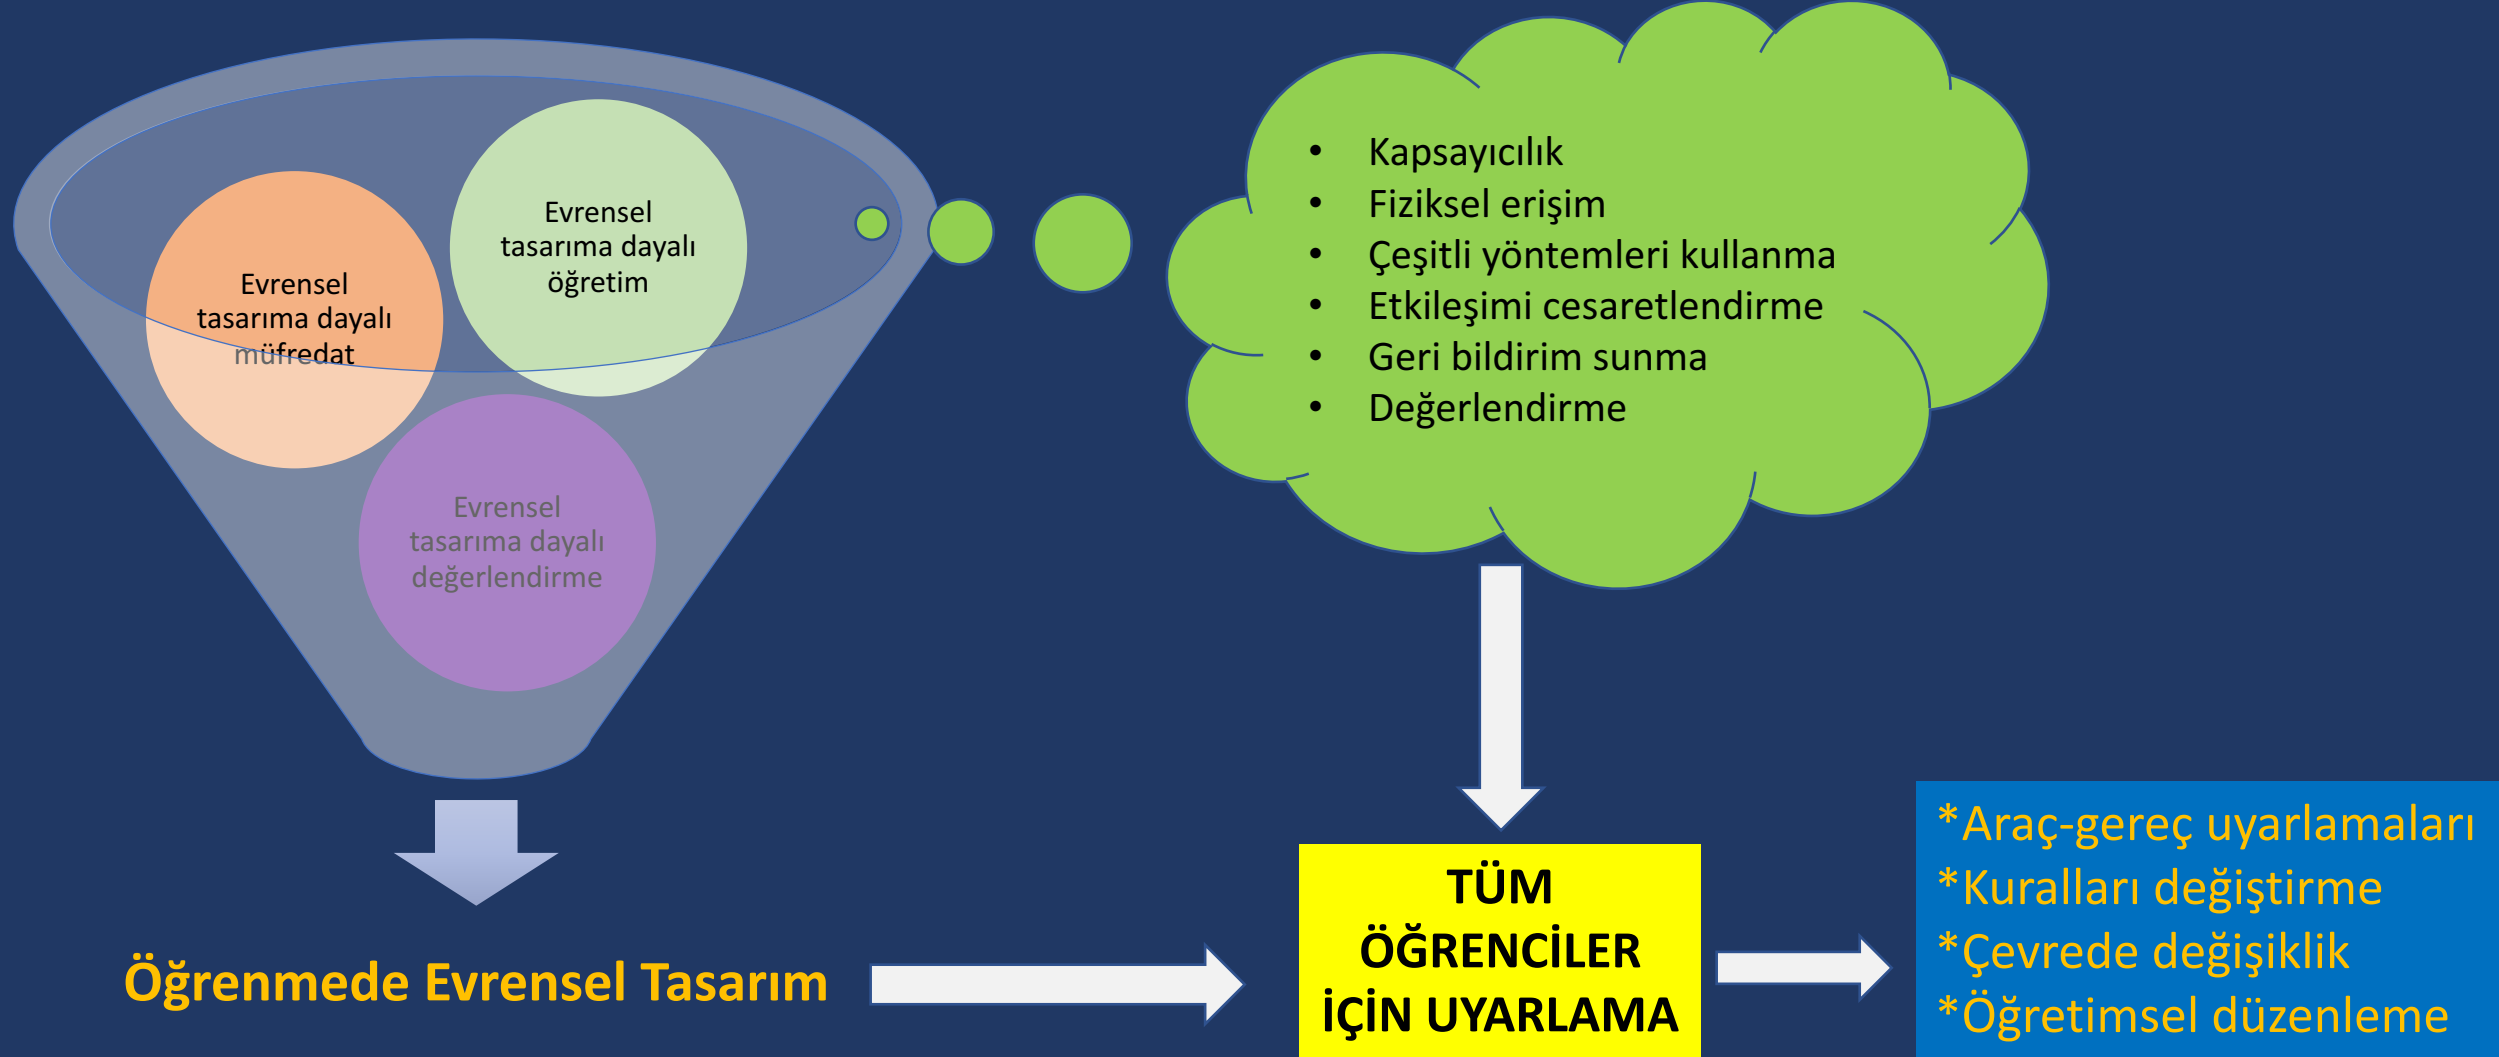 Evrensel
tasarıma dayalı
müfredat
Evrensel
tasarıma dayalı
öğretim
Evrensel
tasarıma dayalı
değerlendirme
• Kapsayıcılık
• Fiziksel erişim
• Çeşitli yöntemleri kullanma
• Etkileşimi cesaretlendirme
• Geri bildirim sunma
• Değerlendirme
Öğrenmede Evrensel Tasarım
TÜM
ÖĞRENCİLER
İÇİN UYARLAMA
*Araç-gereç uyarlamaları
*Kuralları değiştirme
*Çevrede değişiklik
*Öğretimsel düzenleme